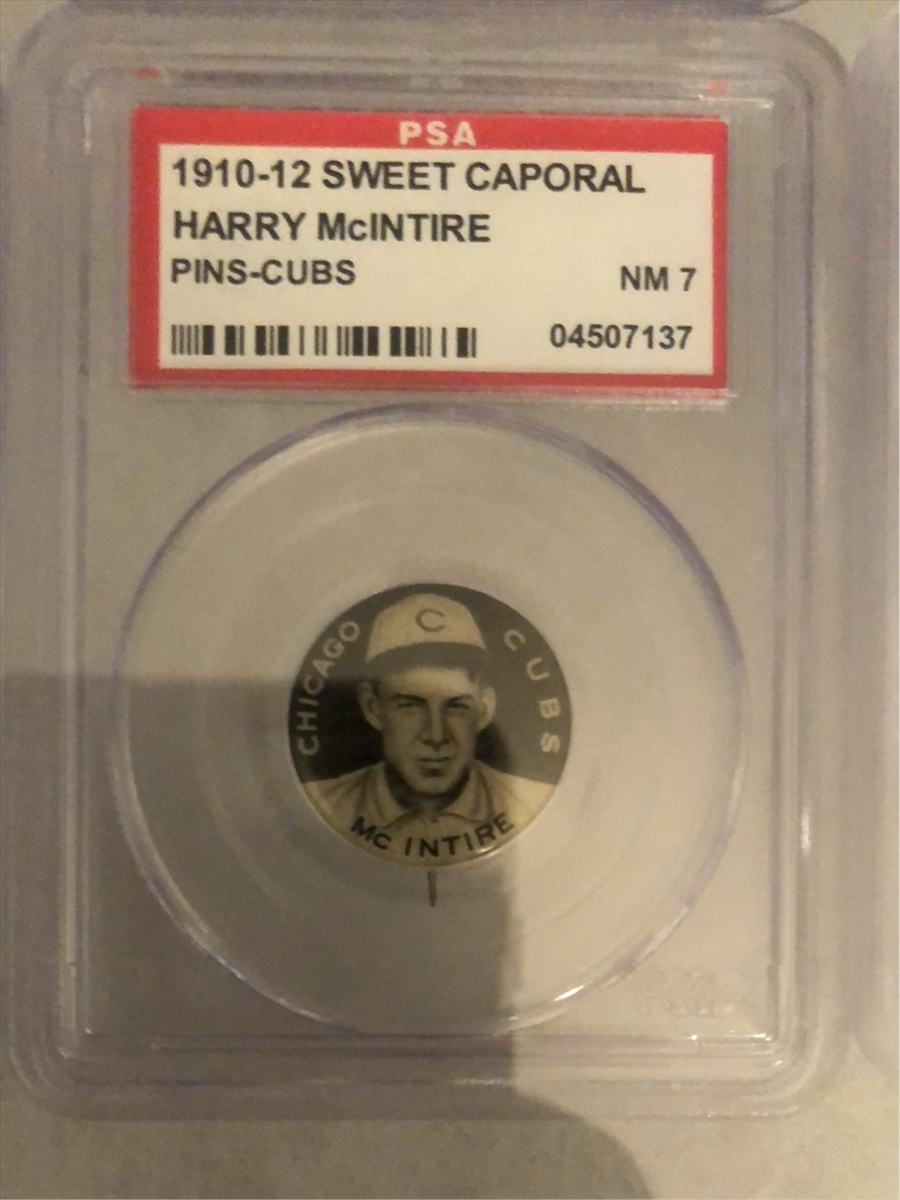 PSA
1910-12 SWEET CAPORAL
HARRY McINTIRE
PINS-CUBS
NM 7
04507137
C
CHICAGO CUBS
Mc INTIRE